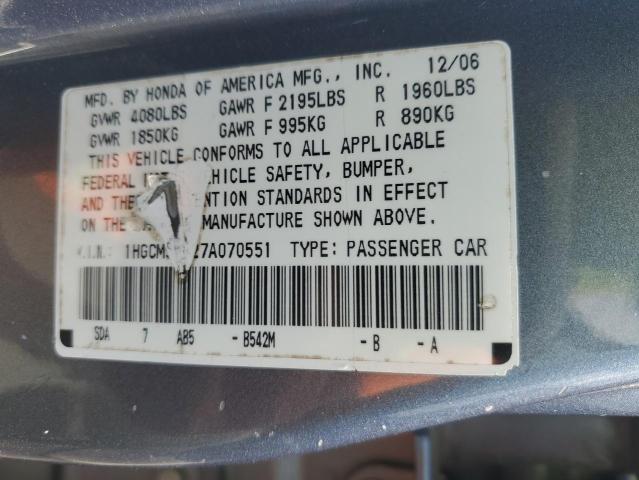 MFD. BY HONDA OF AMERICA MFG., INC. 12/06
GVWR 4080LBS GAWR F 2195LBS R 1960LBS
GVWR 1850KG GAWR F 995KG R 890KG
THIS VEHICLE CONFORMS TO ALL APPLICABLE
FEDERAL VEHICLE SAFETY, BUMPER,
AND STANDARDS IN EFFECT
ON THE MANUFACTURE SHOWN ABOVE.
V.I.N.: TYPE: PASSENGER CAR
SDA 7 AB5 -B542M -B -A